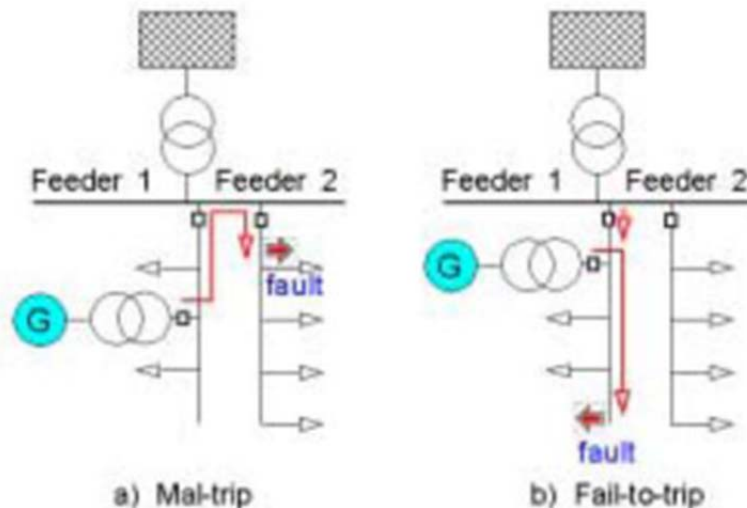 Feeder 1 Feeder 2
fault
G
a) Mal-trip
Feeder 1 Feeder 2
G
fault
b) Fail-to-trip